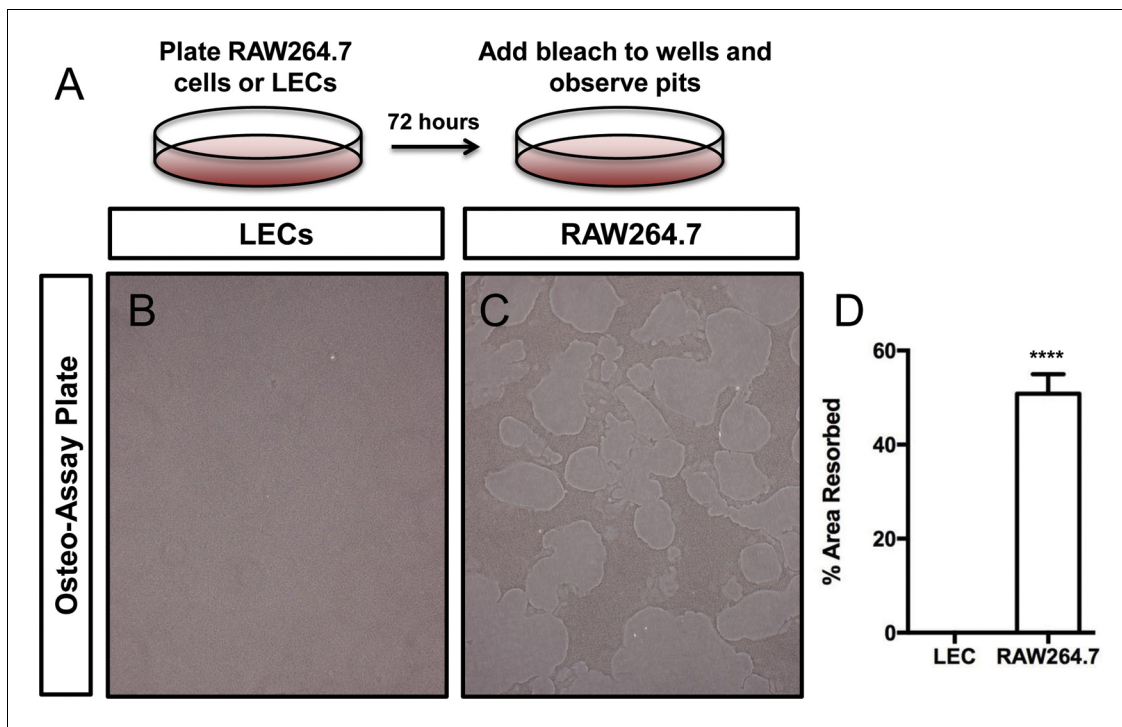 A
Plate RAW264.7
cells or LECs
72 hours
Add bleach to wells and
observe pits
LECs
RAW264.7
Osteo-Assay Plate
B
C
D
% Area Resorbed
60
40
20
0
****
LEC
RAW264.7